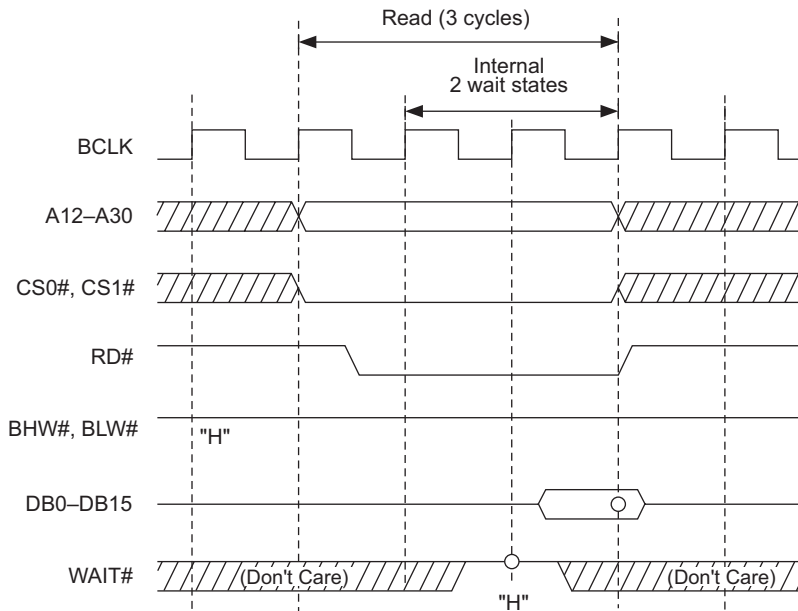 Read (3 cycles)
Internal
2 wait states
BCLK
A12–A30
CS0#, CS1#
RD#
BHW#, BLW#
"H"
DB0–DB15
WAIT#
(Don't Care)
(Don't Care)
"H"